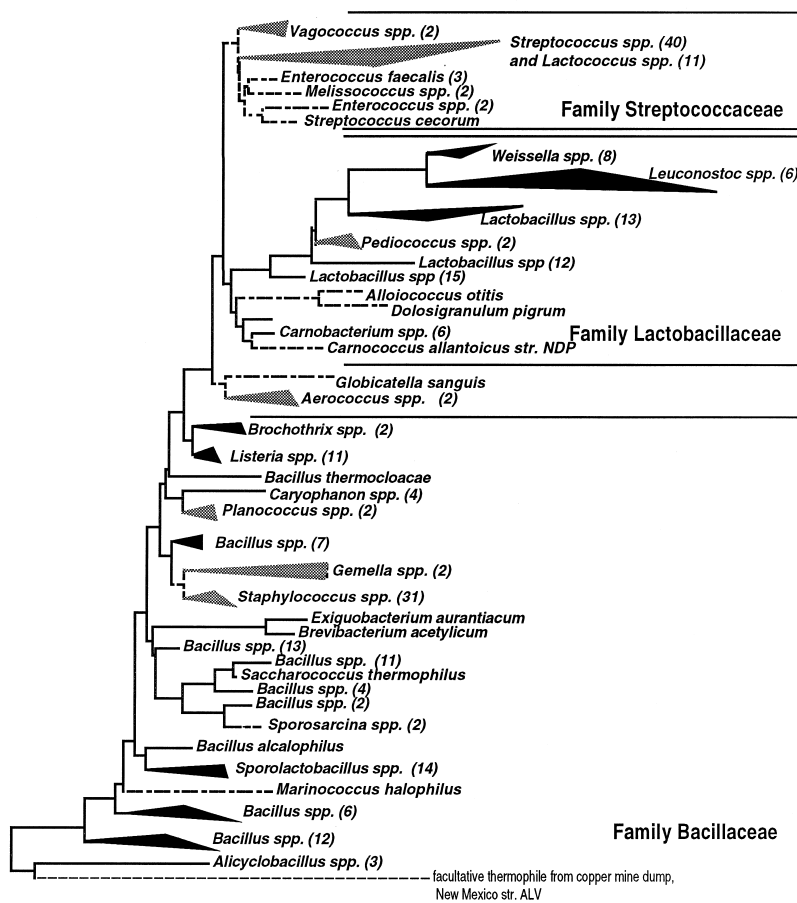 Vagococcus spp. (2)
Streptococcus spp. (40)
and Lactococcus spp. (11)
Enterococcus faecalis (3)
Melissococcus spp. (2)
Enterococcus spp. (2)
Family Streptococcaceae
Streptococcus cecorum
Weissella spp. (8)
Leuconostoc spp. (6)
Lactobacillus spp. (13)
Pediococcus spp. (2)
Lactobacillus spp (12)
Lactobacillus spp (15)
Alloiococcus otitis
Dolosigranulum pigrum
Carnobacterium spp. (6)
Family Lactobacillaceae
Carnococcus allantoicus str. NDP
Globicatella sanguis
Aerococcus spp. (2)
Brochothrix spp. (2)
Listeria spp. (11)
Bacillus thermocloacae
Caryophanon spp. (4)
Planococcus spp. (2)
Bacillus spp. (7)
Gemella spp. (2)
Staphylococcus spp. (31)
Exiguobacterium aurantiacum
Brevibacterium acetylicum
Bacillus spp. (13)
Bacillus spp. (11)
Saccharococcus thermophilus
Bacillus spp. (4)
Bacillus spp. (2)
Sporosarcina spp. (2)
Bacillus alcalophilus
Sporolactobacillus spp. (14)
Marinococcus halophilus
Bacillus spp. (6)
Family Bacillaceae
Bacillus spp. (12)
Alicyclobacillus spp. (3)
facultative thermophile from copper mine dump,
New Mexico str. ALV